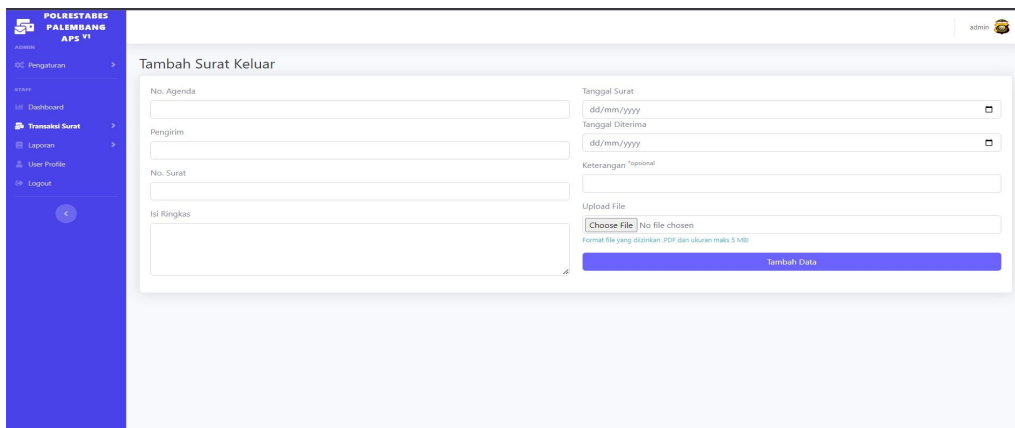 POLRESTABES
PALEMBANG
APS V1
admin
ADMIN
Pengaturan
STAFF
Dashboard
Transaksi Surat
Laporan
User Profile
Logout
Tambah Surat Keluar
No. Agenda
Pengirim
No. Surat
Isi Ringkas
Tanggal Surat
dd/mm/yyyy
Tanggal Diterima
dd/mm/yyyy
Keterangan *opsional
Upload File
Choose File No file chosen
Format file yang diizinkan .PDF dan ukuran maks 5 MB!
Tambah Data